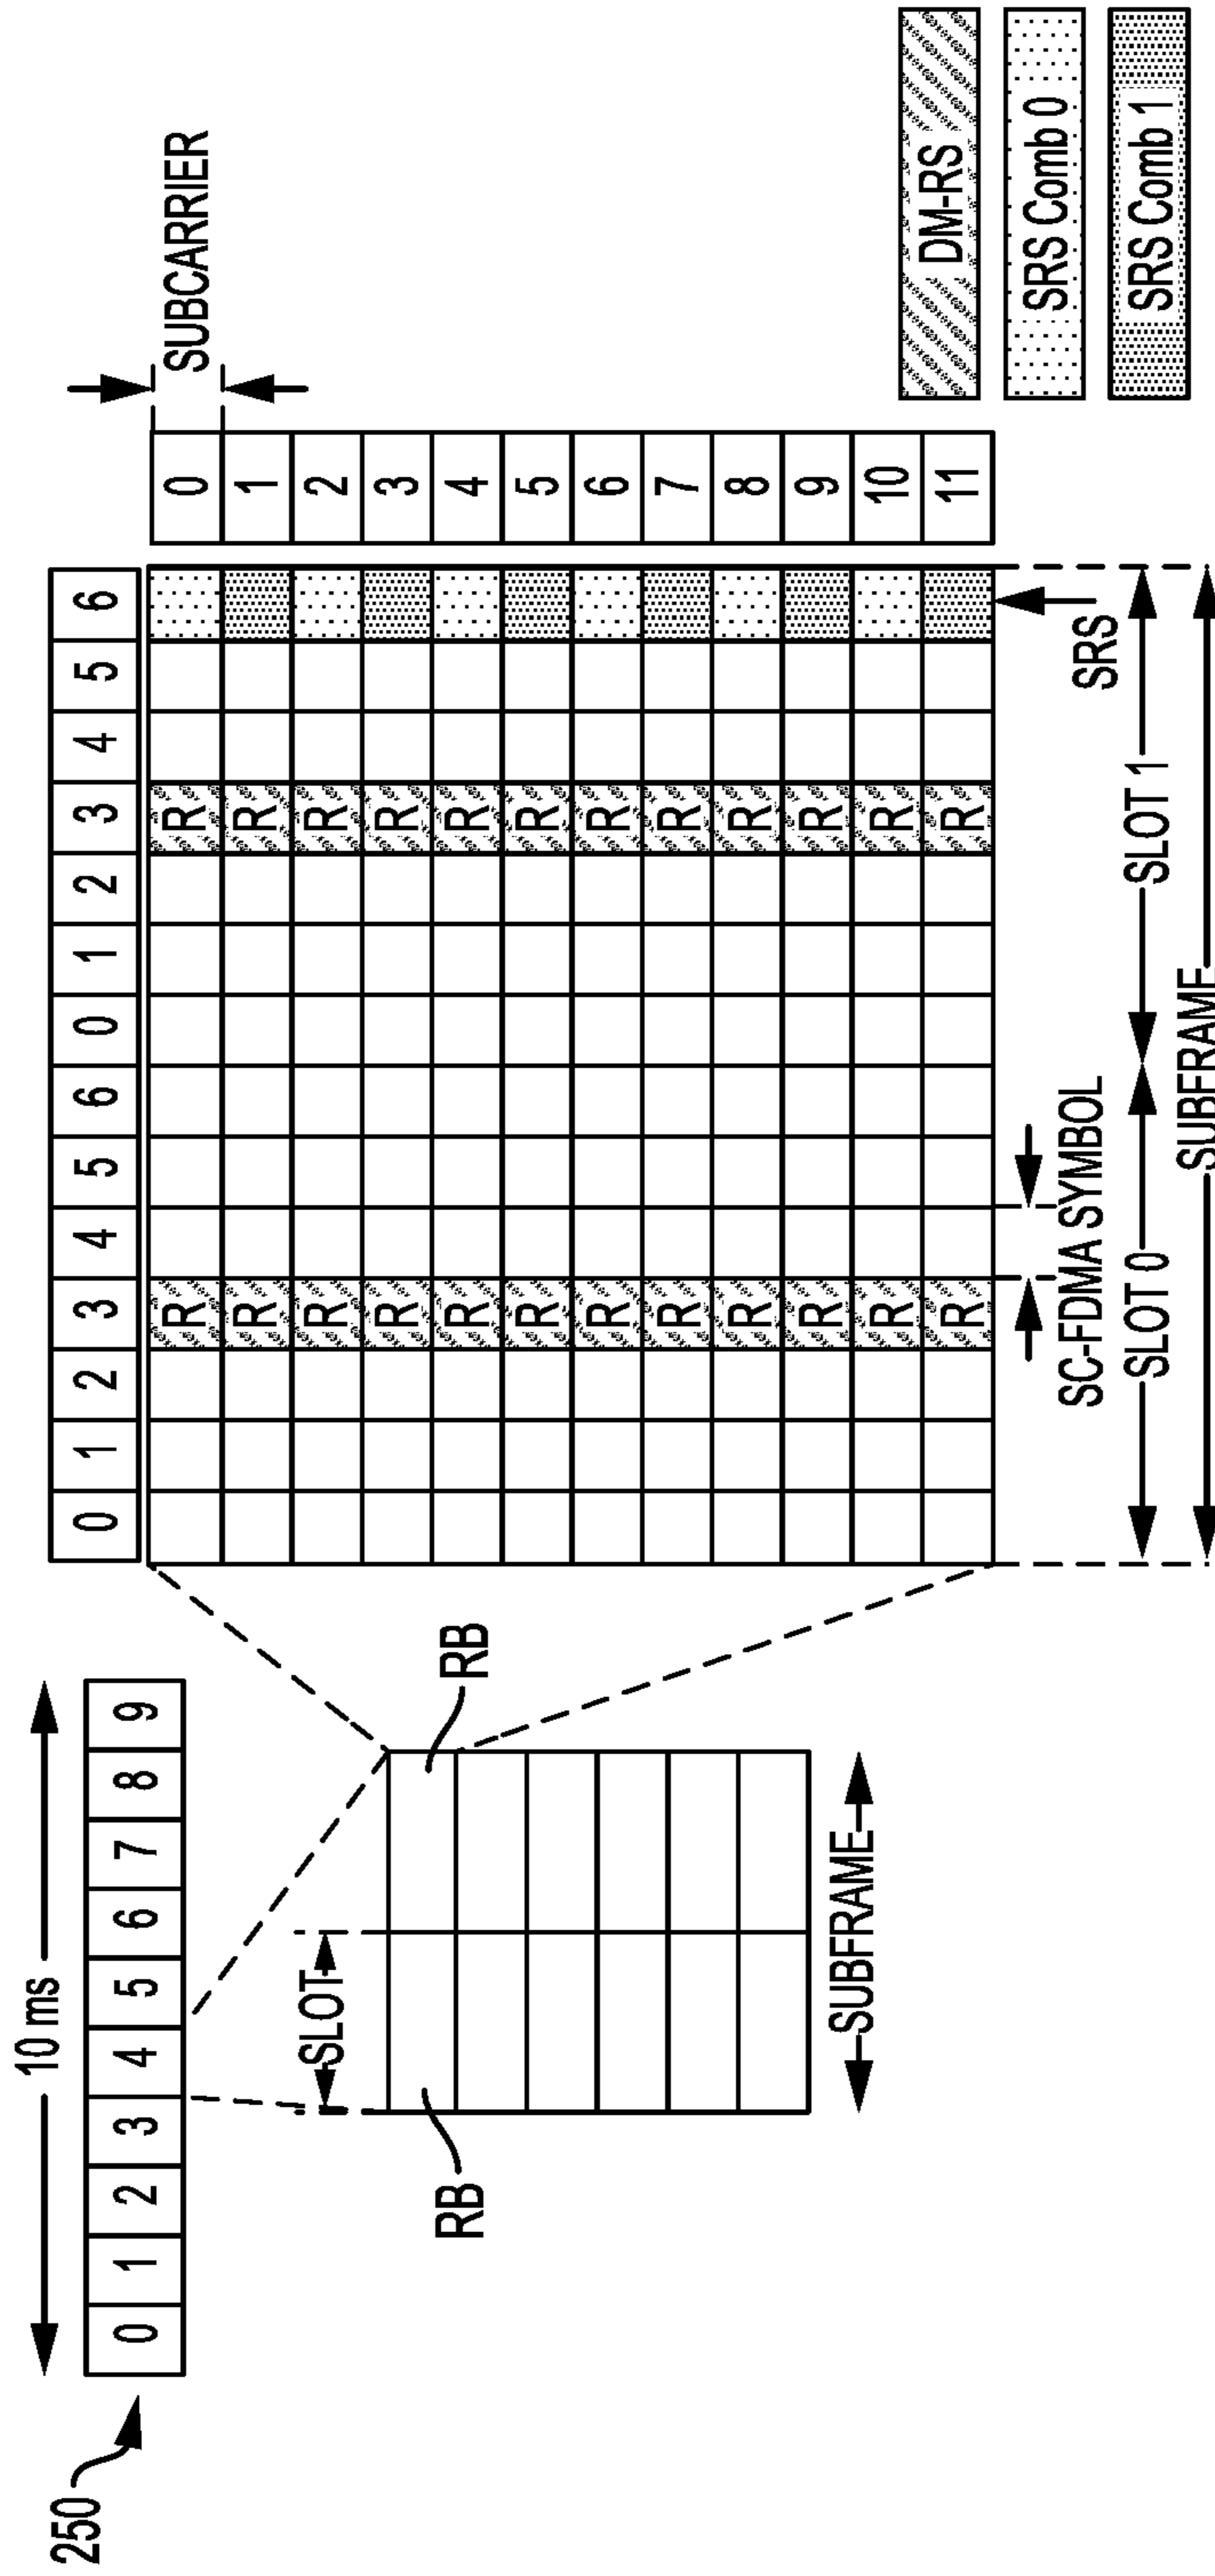 250
10 ms
0 1 2 3 4 5 6 7 8 9
SLOT
RB
RB
SUBFRAME
0 1 2 3 4 5 6 0 1 2 3 4 5 6
SUBCARRIER
R R 0
R R 1
R R 2
R R 3
R R 4
R R 5
R R 6
R R 7
R R 8
R R 9
R R 10
R R 11
SRS
SC-FDMA SYMBOL
SLOT 0
SLOT 1
SUBFRAME
DM-RS
SRS Comb 0
SRS Comb 1